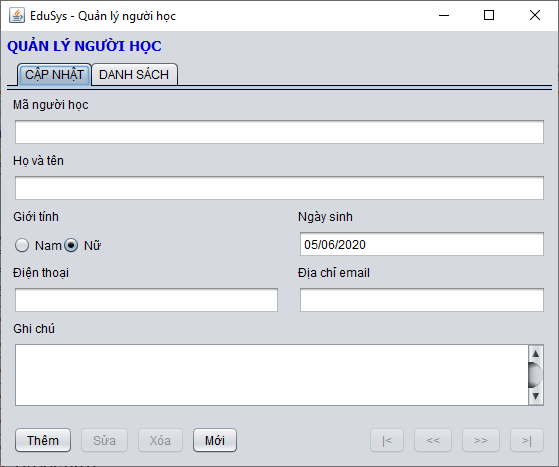 EduSys - Quản lý người học
QUẢN LÝ NGƯỜI HỌC
CẬP NHẬT DANH SÁCH
Mã người học
Họ và tên
Giới tính Ngày sinh
Nam Nữ 05/06/2020
Điện thoại Địa chỉ email
Ghi chú
Thêm Sửa Xóa Mới |< << >> >|